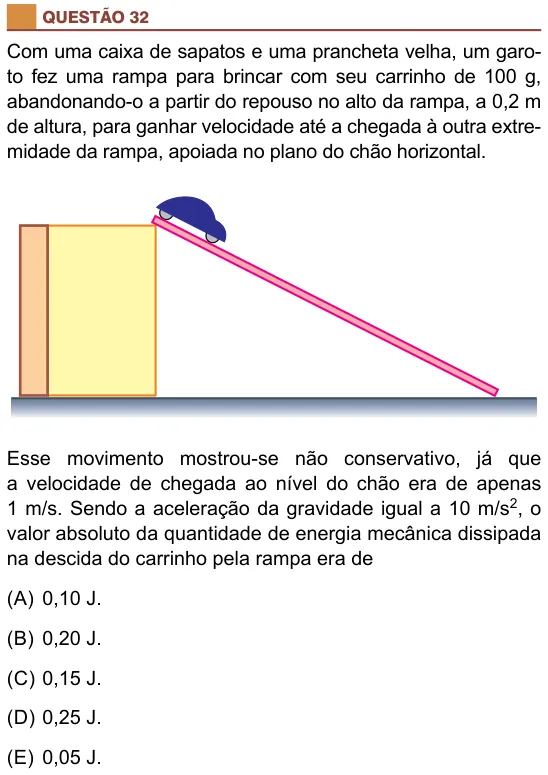 QUESTÃO 32
Com uma caixa de sapatos e uma prancheta velha, um garo-
to fez uma rampa para brincar com seu carrinho de 100 g,
abandonando-o a partir do repouso no alto da rampa, a 0,2 m
de altura, para ganhar velocidade até a chegada à outra extre-
midade da rampa, apoiada no plano do chão horizontal.
Esse movimento mostrou-se não conservativo, já que
a velocidade de chegada ao nível do chão era de apenas
1 m/s. Sendo a aceleração da gravidade igual a 10 m/s², o
valor absoluto da quantidade de energia mecânica dissipada
na descida do carrinho pela rampa era de
(A) 0,10 J.
(B) 0,20 J.
(C) 0,15 J.
(D) 0,25 J.
(E) 0,05 J.